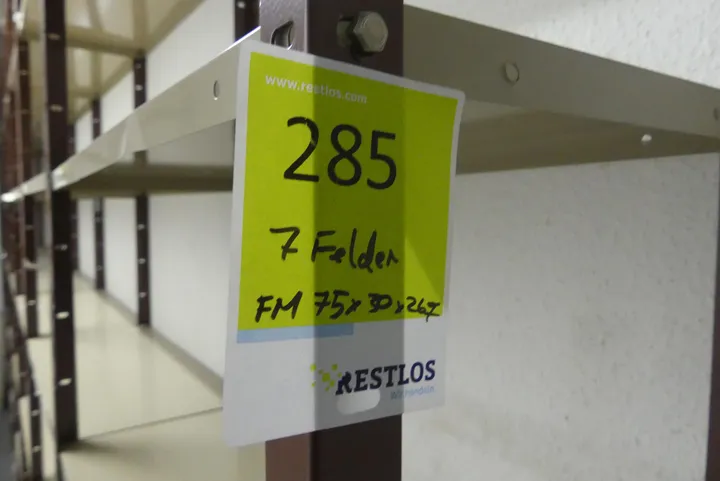 www.restlos.com
285
7 Felder
FM 75x30x267
RESTLOS